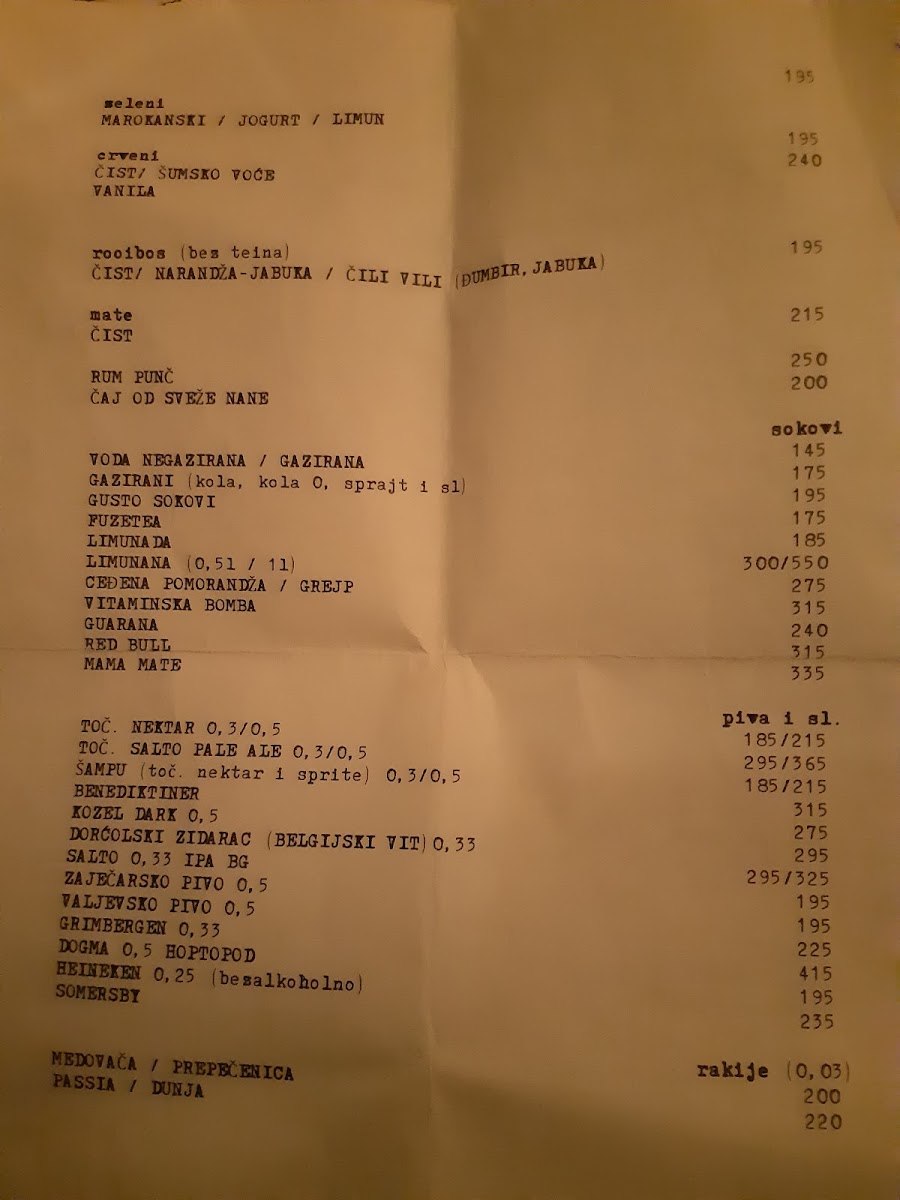 zeleni
MAROKANSKI / JOGURT / LIMUN 195
crveni
ČIST/ ŠUMSKO VOĆE 195
VANILA 240
rooibos (bez teina)
ČIST/ NARANDŽA-JABUKA / ČILI VILI (ĐUMBIR, JABUKA) 195
mate
ČIST 215
RUM PUNČ 250
ČAJ OD SVEŽE NANE 200
sokovi
VODA NEGAZIRANA / GAZIRANA 145
GAZIRANI (kola, kola 0, sprajt i sl) 175
GUSTO SOKOVI 195
FUZETEA 175
LIMUNADA 185
LIMUNANA (0,5l / 1l) 300/550
CEĐENA POMORANDŽA / GREJP 275
VITAMINSKA BOMBA 315
GUARANA 240
RED BULL 315
MAMA MATE 335
piva i sl.
TOČ. NEKTAR 0,3/0,5 185/215
TOČ. SALTO PALE ALE 0,3/0,5 295/365
ŠAMPU (toč. nektar i sprite) 0,3/0,5 185/215
BENEDIKTINER 315
KOZEL DARK 0,5 275
DORĆOLSKI ZIDARAC (BELGIJSKI VIT) 0,33 295
SALTO 0,33 IPA BG 295/325
ZAJEČARSKO PIVO 0,5 195
VALJEVSKO PIVO 0,5 195
GRIMBERGEN 0,33 225
DOGMA 0,5 HOPTOPOD 415
HEINEKEN 0,25 (bezalkoholno) 195
SOMERSBY 235
rakije (0,03)
MEDOVAČA / PREPEČENICA 200
PASSIA / DUNJA 220